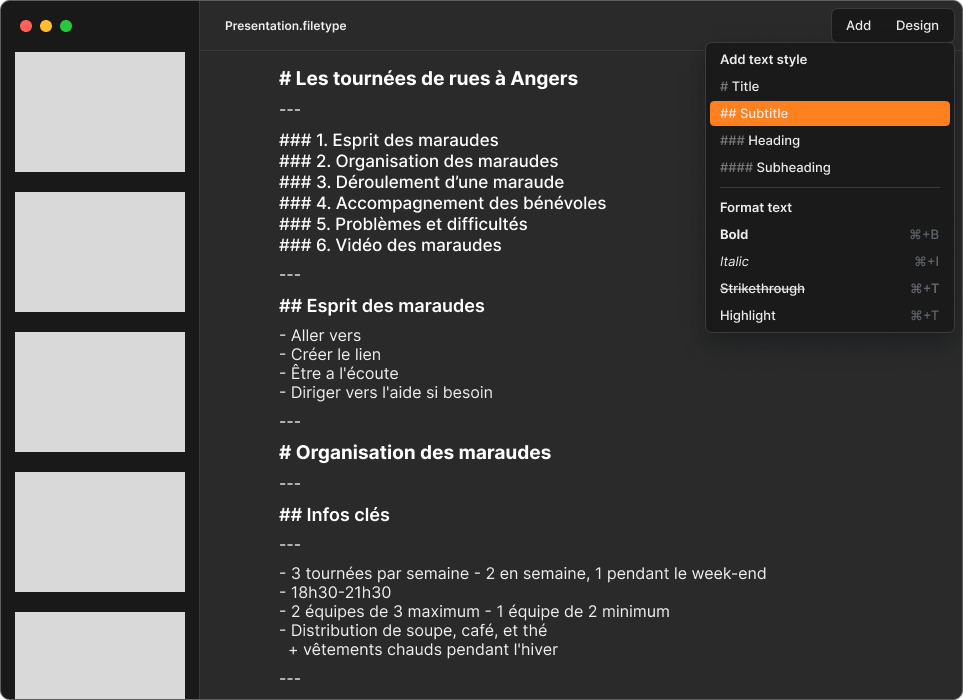 Presentation.filetype
Add Design
# Les tournées de rues à Angers
---
### 1. Esprit des maraudes
### 2. Organisation des maraudes
### 3. Déroulement d’une maraude
### 4. Accompagnement des bénévoles
### 5. Problèmes et difficultés
### 6. Vidéo des maraudes
---
## Esprit des maraudes
- Aller vers
- Créer le lien
- Être a l'écoute
- Diriger vers l'aide si besoin
---
# Organisation des maraudes
---
## Infos clés
---
- 3 tournées par semaine - 2 en semaine, 1 pendant le week-end
- 18h30-21h30
- 2 équipes de 3 maximum - 1 équipe de 2 minimum
- Distribution de soupe, café, et thé
+ vêtements chauds pendant l'hiver
---
Add text style
# Title
## Subtitle
### Heading
#### Subheading
Format text
Bold ⌘+B
Italic ⌘+I
Strikethrough ⌘+T
Highlight ⌘+T